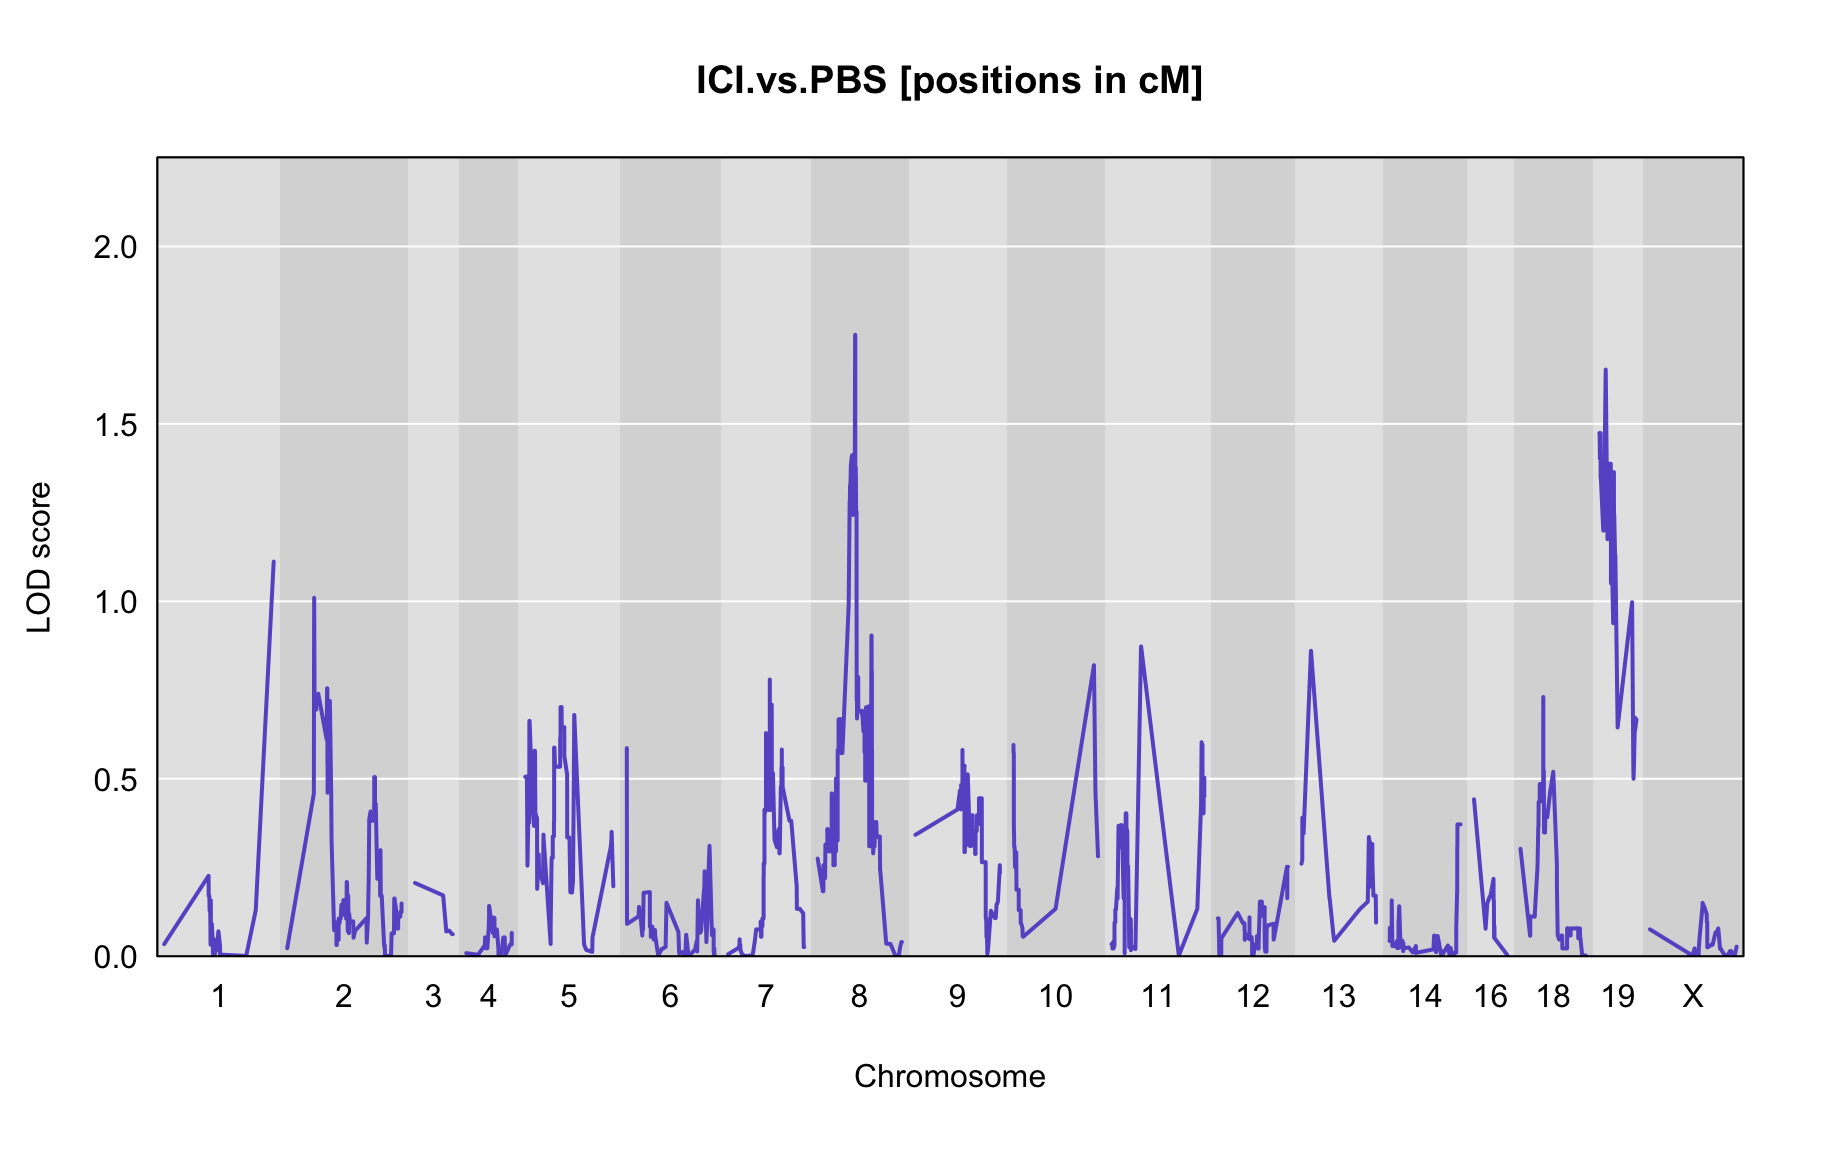 ICI.vs.PBS [positions in cM]
LOD score
2.0
1.5
1.0
0.5
0.0
1 2 3 4 5 6 7 8 9 10 11 12 13 14 16 18 19 X
Chromosome